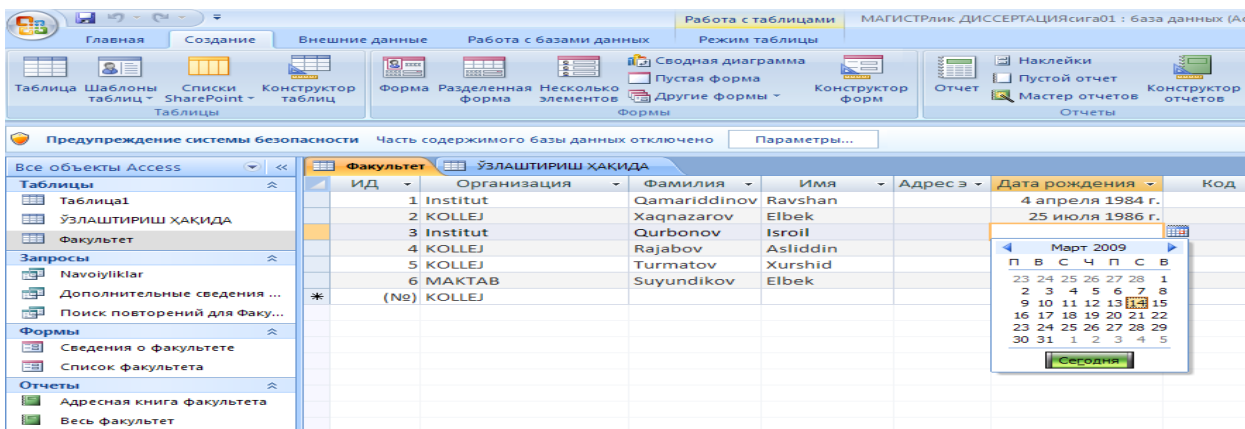 Работа с таблицами МАГИСТРлик ДИССЕРТАЦИЯсига01 : база данных (Ac
Главная Создание Внешние данные Работа с базами данных Режим таблицы
Таблица Шаблоны таблиц Списки SharePoint Конструктор таблиц
Таблицы
Форма Разделенная форма Несколько элементов
Сводная диаграмма
Пустая форма
Другие формы
Конструктор форм
Формы
Отчет
Наклейки
Пустой отчет
Мастер отчетов
Конструктор отчетов
Отчеты
Предупреждение системы безопасности Часть содержимого базы данных отключено Параметры...
Все объекты Access
Таблицы
Таблица1
ЎЗЛАШТИРИШ ҲАҚИДА
Факультет
Запросы
Navoiyliklar
Дополнительные сведения ...
Поиск повторений для Факу...
Формы
Сведения о факультете
Список факультета
Отчеты
Адресная книга факультета
Весь факультет
Факультет ЎЗЛАШТИРИШ ҲАҚИДА
ИД Организация Фамилия Имя Адрес э Дата рождения Код
1 Institut Qamariddinov Ravshan 4 апреля 1984 г.
2 KOLLEJ Xaqnazarov Elbek 25 июля 1986 г.
3 Institut Qurbonov Isroil
4 KOLLEJ Rajabov Asliddin
5 KOLLEJ Turmatov Xurshid
6 MAKTAB Suyundikov Elbek
(№) KOLLEJ
Март 2009
П В С Ч П С В
23 24 25 26 27 28 1
2 3 4 5 6 7 8
9 10 11 12 13 14 15
16 17 18 19 20 21 22
23 24 25 26 27 28 29
30 31 1 2 3 4 5
Сегодня